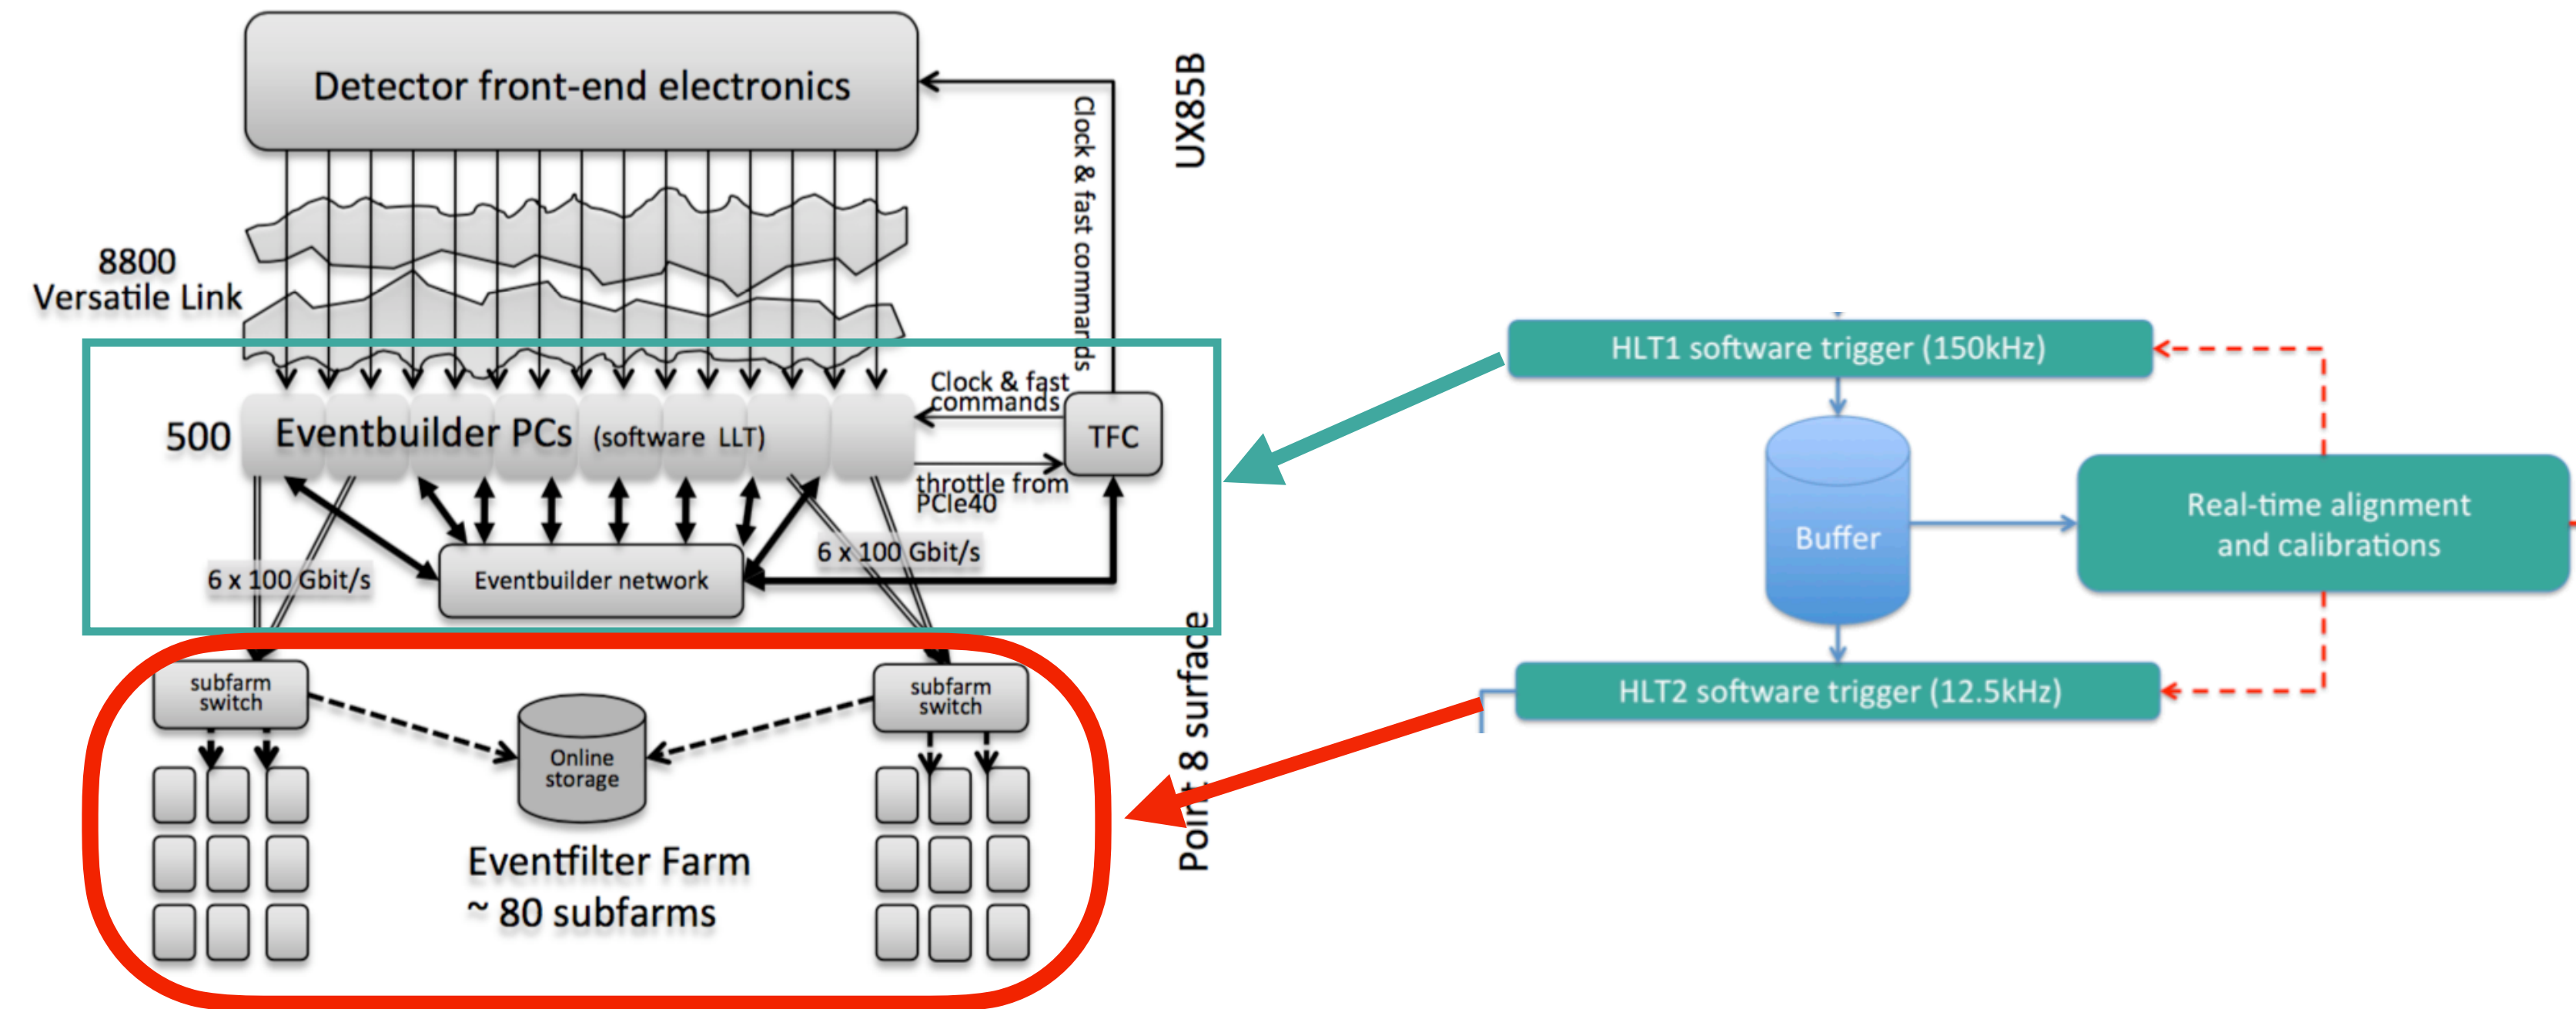 Detector front-end electronics
UX85B
Clock & fast commands
8800
Versatile Link
500
Eventbuilder PCs (software LLT)
Clock & fast
commands
TFC
throttle from
PCIe40
6 x 100 Gbit/s
Eventbuilder network
6 x 100 Gbit/s
subfarm
switch
subfarm
switch
Online
storage
Eventfilter Farm
~ 80 subfarms
Point 8 surface
HLT1 software trigger (150kHz)
Buffer
Real-time alignment
and calibrations
HLT2 software trigger (12.5kHz)